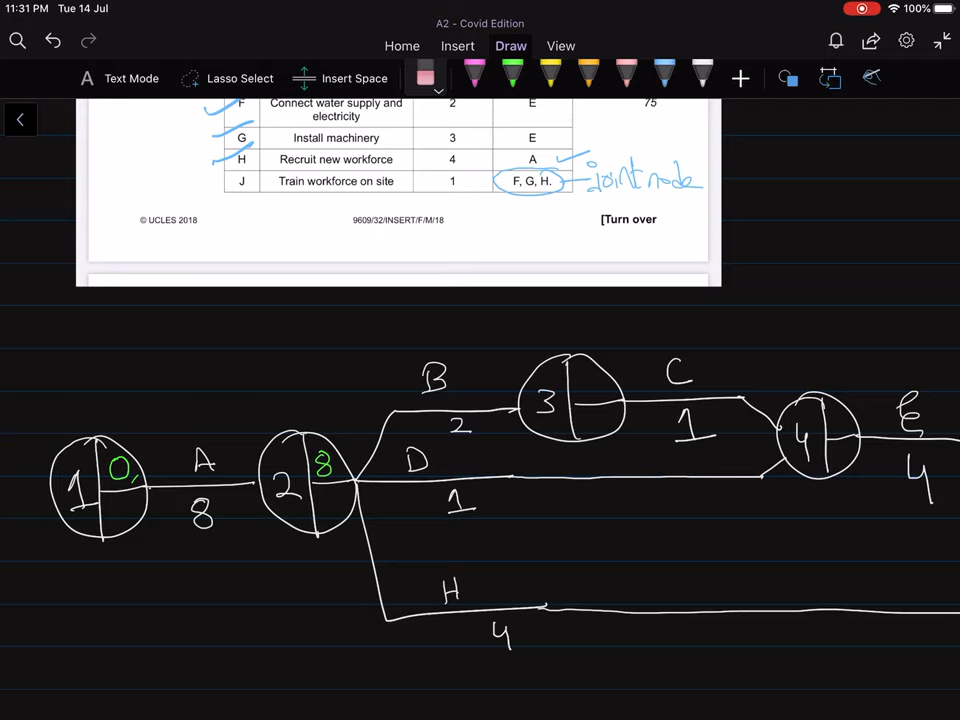 11:31 PM Tue 14 Jul
100%
A2 - Covid Edition
Home Insert Draw View
A Text Mode Lasso Select Insert Space
F Connect water supply and electricity 2 E 75
G Install machinery 3 E
H Recruit new workforce 4 A
J Train workforce on site 1 F, G, H. joint node
© UCLES 2018 9609/32/INSERT/F/M/18 [Turn over
B
2
3
C
1
4
E
4
1 0,
A
8
2 8
D
1
H
4